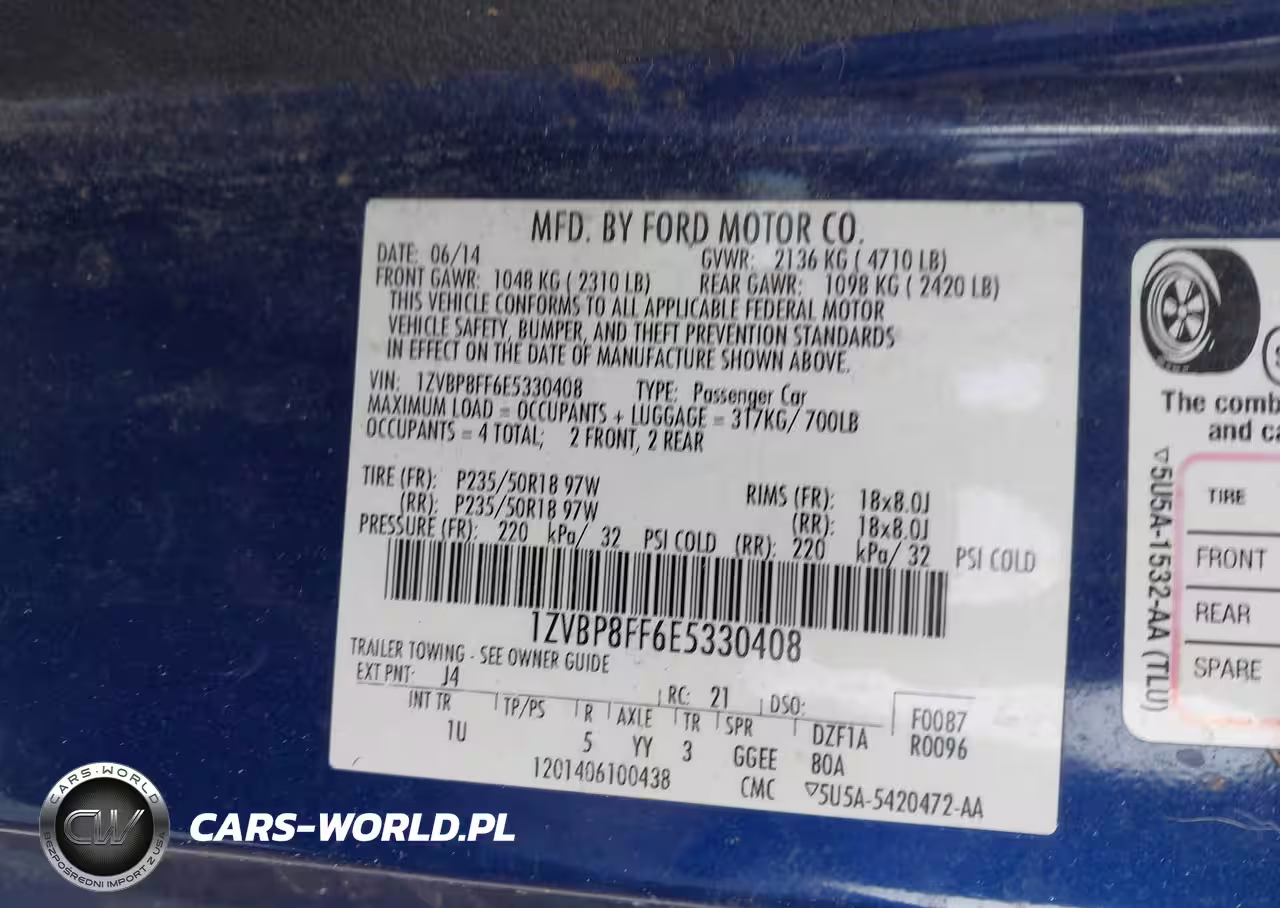 MFD. BY FORD MOTOR CO.
DATE: 06/14 GVWR: 2136 KG ( 4710 LB)
FRONT GAWR: 1048 KG ( 2310 LB) REAR GAWR: 1098 KG ( 2420 LB)
THIS VEHICLE CONFORMS TO ALL APPLICABLE FEDERAL MOTOR
VEHICLE SAFETY, BUMPER, AND THEFT PREVENTION STANDARDS
IN EFFECT ON THE DATE OF MANUFACTURE SHOWN ABOVE.
VIN: 1ZVBP8FF6E5330408 TYPE: Passenger Car
MAXIMUM LOAD = OCCUPANTS + LUGGAGE = 317KG/ 700LB
OCCUPANTS = 4 TOTAL; 2 FRONT, 2 REAR
TIRE (FR): P235/50R18 97W RIMS (FR): 18x8.0J
(RR): P235/50R18 97W (RR): 18x8.0J
PRESSURE (FR): 220 kPa/ 32 PSI COLD (RR): 220 kPa/ 32 PSI COLD
1ZVBP8FF6E5330408
TRAILER TOWING - SEE OWNER GUIDE
EXT PNT: J4 RC: 21 DSO:
INT TR TP/PS R AXLE TR SPR DZF1A F0087
1U 5 YY 3 GGEE 80A R0096
1201406100438 CMC ▽5U5A-5420472-AA
The comb
and ca
▽5U5A-1532-AA (TLU)
TIRE
FRONT
REAR
SPARE
CARS-WORLD
CW
BEZPOŚREDNI IMPORT Z USA
CARS-WORLD.PL